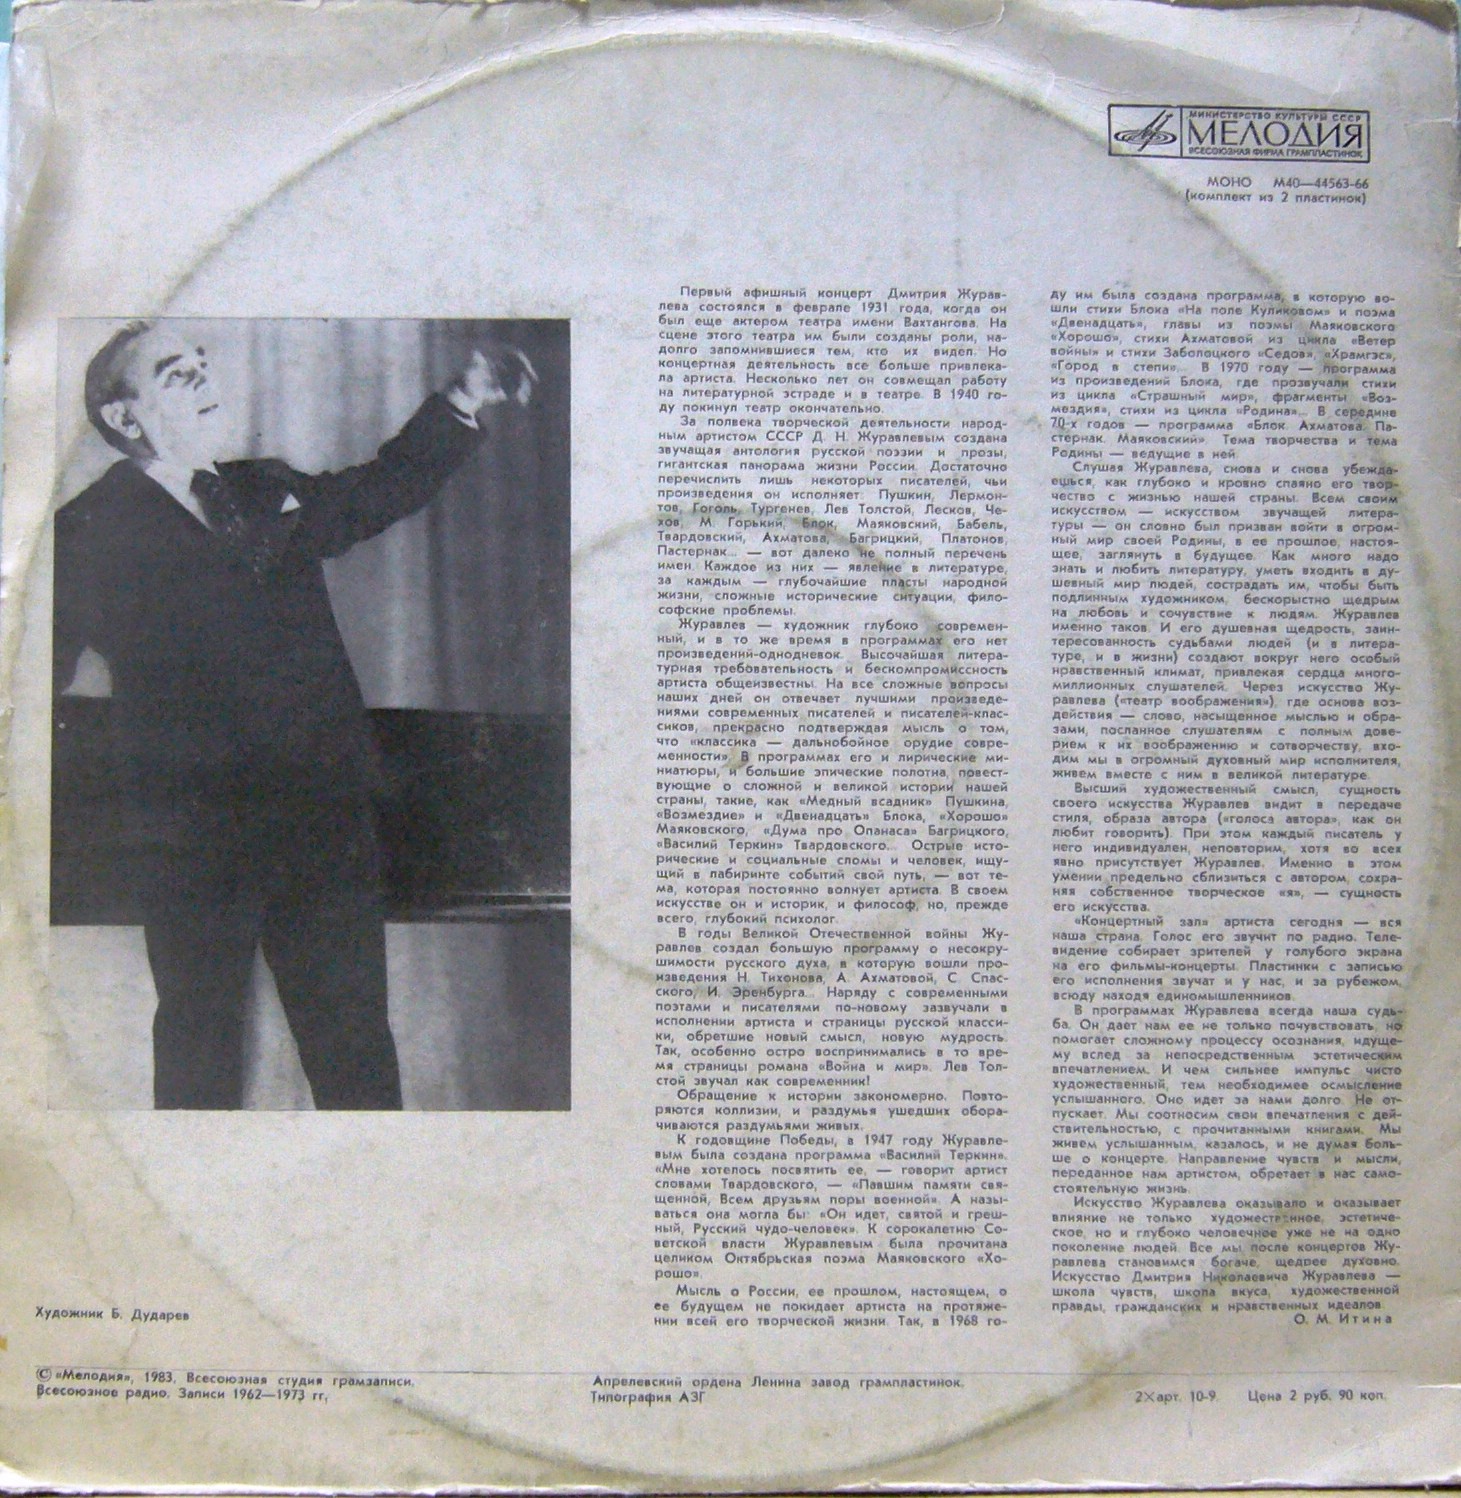 МИНИСТЕРСТВО КУЛЬТУРЫ СССР
МЕЛОДИЯ
ВСЕСОЮЗНАЯ ФИРМА ГРАМПЛАСТИНОК
МОНО М40—44563-66
(комплект из 2 пластинок)
Первый афишный концерт Дмитрия Журав-
лева состоялся в феврале 1931 года, когда он
был еще актером театра имени Вахтангова. На
сцене этого театра им были созданы роли, на-
долго запомнившиеся тем, кто их видел. Но
концертная деятельность все больше привлека-
ла артиста. Несколько лет он совмещал работу
на литературной эстраде и в театре. В 1940 го-
ду покинул театр окончательно.
За полвека творческой деятельности народ-
ным артистом СССР Д. Н. Журавлевым создана
звучащая антология русской поэзии и прозы,
гигантская панорама жизни России. Достаточно
перечислить лишь некоторых писателей, чьи
произведения он исполняет: Пушкин, Лермон-
тов, Гоголь, Тургенев, Лев Толстой, Лесков, Че-
хов, М. Горький, Блок, Маяковский, Бабель,
Твардовский, Ахматова, Багрицкий, Платонов,
Пастернак... — вот далеко не полный перечень
имен. Каждое из них — явление в литературе,
за каждым — глубочайшие пласты народной
жизни, сложные исторические ситуации, фило-
софские проблемы.
Журавлев — художник глубоко современ-
ный, и в то же время в программах его нет
произведений-однодневок. Высочайшая литера-
турная требовательность и бескомпромиссность
артиста общеизвестны. На все сложные вопросы
наших дней он отвечает лучшими произведе-
ниями современных писателей и писателей-клас-
сиков, прекрасно подтверждая мысль о том,
что «классика — дальнобойное орудие совре-
менности». В программах его и лирические ми-
ниатюры, и большие эпические полотна, повест-
вующие о сложной и великой истории нашей
страны, такие, как «Медный всадник» Пушкина,
«Возмездие» и «Двенадцать» Блока, «Хорошо»
Маяковского, «Дума про Опанаса» Багрицкого,
«Василий Теркин» Твардовского... Острые исто-
рические и социальные сломы и человек, ищу-
щий в лабиринте событий свой путь, — вот те-
ма, которая постоянно волнует артиста. В своем
искусстве он и историк, и философ, но, прежде
всего, глубокий психолог.
В годы Великой Отечественной войны Жу-
равлев создал большую программу о несокру-
шимости русского духа, в которую вошли про-
изведения Н. Тихонова, А. Ахматовой, С. Спас-
ского, И. Эренбурга... Наряду с современными
поэтами и писателями по-новому зазвучали в
исполнении артиста и страницы русской класси-
ки, обретшие новый смысл, новую мудрость.
Так, особенно остро воспринимались в то вре-
мя страницы романа «Война и мир». Лев Тол-
стой звучал как современник!
Обращение к истории закономерно. Повто-
ряются коллизии, и раздумья ушедших обора-
чиваются раздумьями живых.
К годовщине Победы, в 1947 году Журавле-
вым была создана программа «Василий Теркин».
«Мне хотелось посвятить ее, — говорит артист
словами Твардовского, — «Павшим памяти свя-
щенной, Всем друзьям поры военной». А назы-
ваться она могла бы: «Он идет, святой и греш-
ный, Русский чудо-человек». К сорокалетию Со-
ветской власти Журавлевым была прочитана
целиком Октябрьская поэма Маяковского «Хо-
рошо».
Мысль о России, ее прошлом, настоящем, о
ее будущем не покидает артиста на протяже-
нии всей его творческой жизни. Так, в 1968 го-
ду им была создана программа, в которую во-
шли стихи Блока «На поле Куликовом» и поэма
«Двенадцать», главы из поэмы Маяковского
«Хорошо», стихи Ахматовой из цикла «Ветер
войны» и стихи Заболоцкого «Седов», «Храмгэс»,
«Город в степи»... В 1970 году — программа
из произведений Блока, где прозвучали стихи
из цикла «Страшный мир», фрагменты «Воз-
мездия», стихи из цикла «Родина»... В середине
70-х годов — программа «Блок. Ахматова. Па-
стернак. Маяковский». Тема творчества и тема
Родины — ведущие в ней.
Слушая Журавлева, снова и снова убежда-
ешься, как глубоко и кровно спаяно его твор-
чество с жизнью нашей страны. Всем своим
искусством — искусством звучащей литера-
туры — он словно был призван войти в огром-
ный мир своей Родины, в ее прошлое, настоя-
щее, заглянуть в будущее. Как много надо
знать и любить литературу, уметь входить в ду-
шевный мир людей, сострадать им, чтобы быть
подлинным художником, бескорыстно щедрым
на любовь и сочувствие к людям. Журавлев
именно таков. И его душевная щедрость, заин-
тересованность судьбами людей (и в литера-
туре, и в жизни) создают вокруг него особый
нравственный климат, привлекая сердца много-
миллионных слушателей. Через искусство Жу-
равлева («театр воображения»), где основа воз-
действия — слово, насыщенное мыслью и обра-
зами, посланное слушателям с полным дове-
рием к их воображению и сотворчеству, вхо-
дим мы в огромный духовный мир исполнителя,
живем вместе с ним в великой литературе.
Высший художественный смысл, сущность
своего искусства Журавлев видит в передаче
стиля, образа автора («голоса автора», как он
любит говорить). При этом каждый писатель у
него индивидуален, неповторим, хотя во всех
явно присутствует Журавлев. Именно в этом
умении предельно сблизиться с автором, сохра-
няя собственное творческое «я», — сущность
его искусства.
«Концертный зал» артиста сегодня — вся
наша страна. Голос его звучит по радио. Теле-
видение собирает зрителей у голубого экрана
на его фильмы-концерты. Пластинки с записью
его исполнения звучат и у нас, и за рубежом,
всюду находя единомышленников.
В программах Журавлева всегда наша судь-
ба. Он дает нам ее не только почувствовать, но
помогает сложному процессу осознания, идуще-
му вслед за непосредственным эстетическим
впечатлением. И чем сильнее импульс чисто
художественный, тем необходимее осмысление
услышанного. Оно идет за нами долго. Не от-
пускает. Мы соотносим свои впечатления с дей-
ствительностью, с прочитанными книгами. Мы
живем услышанным, казалось, и не думая боль-
ше о концерте. Направление чувств и мысли,
переданное нам артистом, обретает в нас само-
стоятельную жизнь.
Искусство Журавлева оказывало и оказывает
влияние не только художественное, эстетиче-
ское, но и глубоко человечное уже не на одно
поколение людей. Все мы после концертов Жу-
равлева становимся богаче, щедрее духовно.
Искусство Дмитрия Николаевича Журавлева —
школа чувств, школа вкуса, художественной
правды, гражданских и нравственных идеалов.
О. М. Итина
Художник Б. Дударев
© «Мелодия», 1983. Всесоюзная студия грамзаписи.
Всесоюзное радио. Записи 1962—1973 гг.
Апрелевский ордена Ленина завод грампластинок.
Типография АЗГ
2×арт. 10-9. Цена 2 руб. 90 коп.